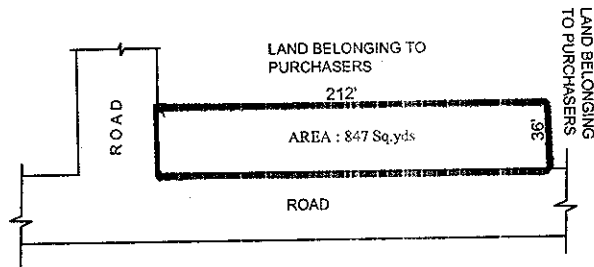 LAND BELONGING TO
PURCHASERS
LAND BELONGING
TO PURCHASERS
212'
ROAD
AREA : 847 Sq.yds
36'
ROAD